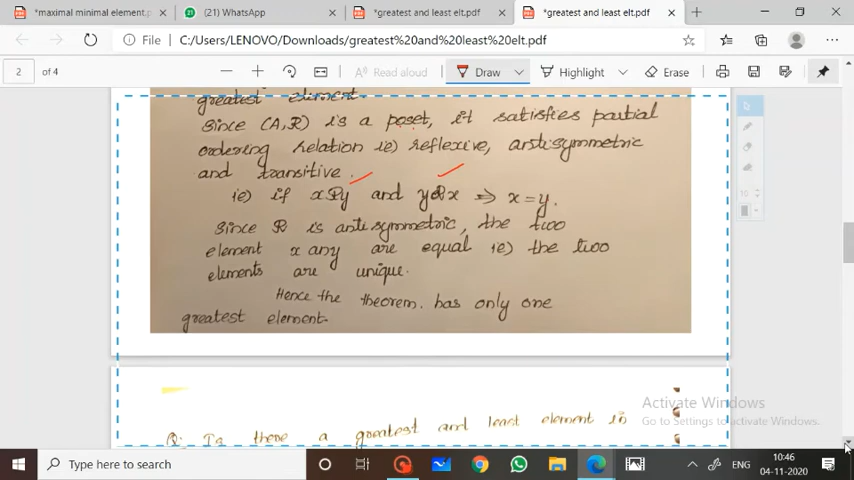 *maximal minimal element.pdf
(21) WhatsApp
*greatest and least elt.pdf
*greatest and least elt.pdf
File
C:/Users/LENOVO/Downloads/greatest%20and%20least%20elt.pdf
2 of 4
Read aloud
Draw
Highlight
Erase
greatest element.
Since (A,R) is a poset, it satisfies partial
ordering relation ie) reflexive, antisymmetric
and transitive.
ie) if xRy and yRx ⇒ x = y.
Since R is antisymmetric, the two
element x any are equal ie) the two
elements are unique.
Hence the theorem. has only one
greatest element.
10
Q: Is there a greatest and least element in
Activate Windows
Go to Settings to activate Windows.
Type here to search
ENG
10:46
04-11-2020